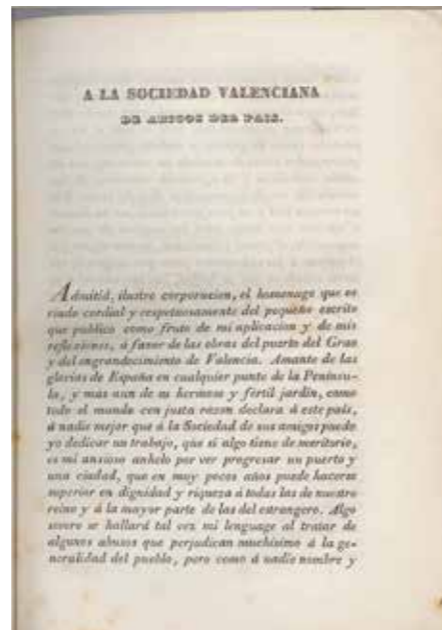 A LA SOCIEDAD VALENCIANA
DE AMIGOS DEL PAIS.
Admitid, ilustre corporacion, el homenage que os
rindo cordial y respetuosamente del pequeño escrito
que publico como fruto de mi aplicacion y de mis
reflexiones, á favor de las obras del puerto del Grao
y del engrandecimiento de Valencia. Amante de las
glorias de España en cualquier punto de la Penínsu-
la, y más aun de su hermoso y fértil jardin, como
todo el mundo con justa razon declara á este pais,
á nadie mejor que á la Sociedad de sus amigos puede
yo dedicar un trabajo, que si algo tiene de meritorio,
es mi ansioso anhelo por ver progresar un puerto y
una ciudad, que en muy pocos años puede hacerse
superior en dignidad y riqueza á todas las de nuestro
reino y á la mayor parte de las del estrangero. Algo
severo se hallará tal vez mi lenguage al tratar de
algunos abusos que perjudican muchísimo á la ge-
neralidad del pueblo, pero como á nadie nombre y